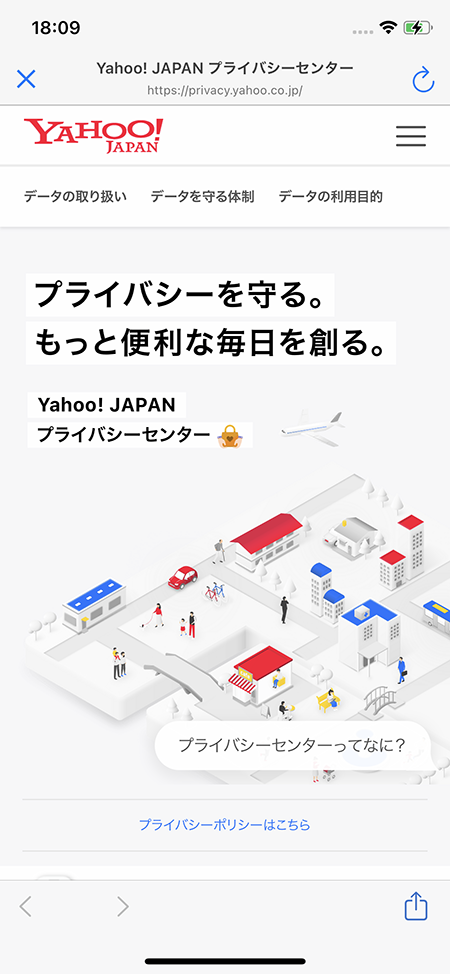 18:09
Yahoo! JAPAN プライバシーセンター
https://privacy.yahoo.co.jp/
YAHOO!
JAPAN
データの取り扱い データを守る体制 データの利用目的
プライバシーを守る。
もっと便利な毎日を創る。
Yahoo! JAPAN
プライバシーセンター
プライバシーセンターってなに？
プライバシーポリシーはこちら